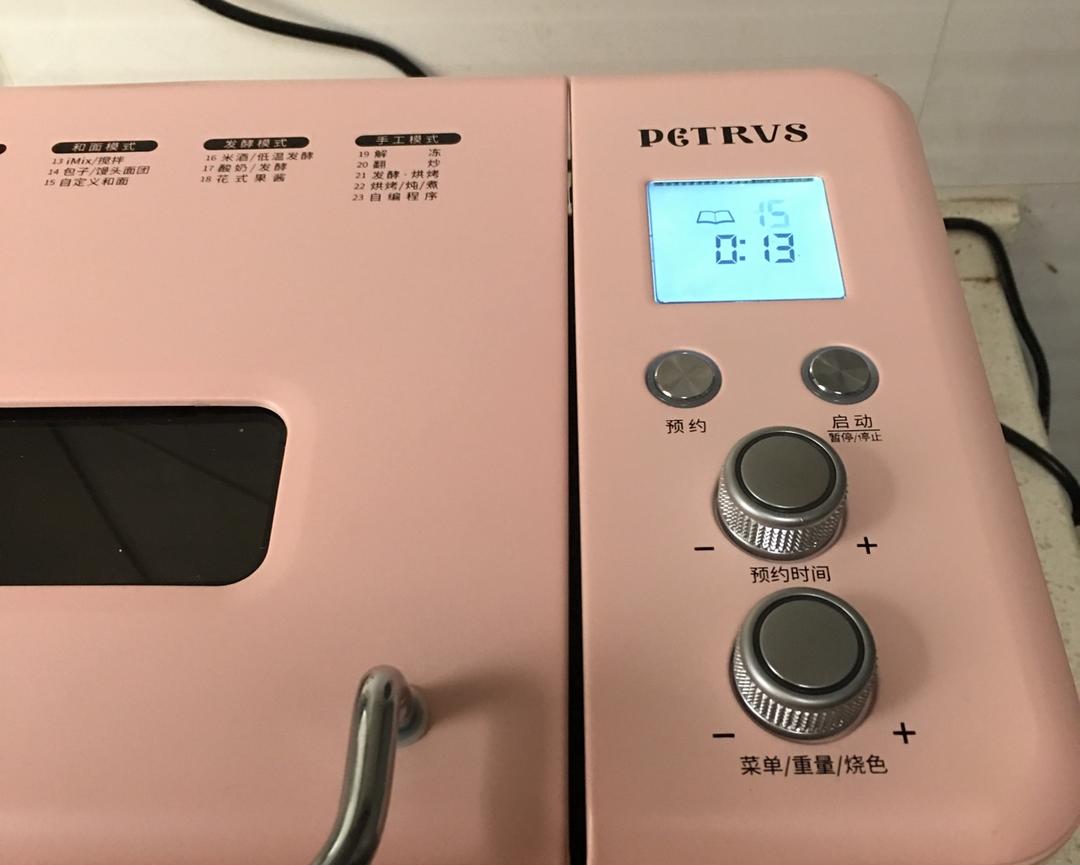 和面模式
13 iMix/搅拌
14 包子/馒头面团
15 自定义和面
发酵模式
16 米酒/低温发酵
17 酸奶/发酵
18 花式果酱
手工模式
19 解 冻
20 翻 炒
21 发酵·烘烤
22 烘烤/炖/煮
23 自编程序
PETRUS
15
0:13
预约
启动
暂停/停止
- +
预约时间
- +
菜单/重量/烧色